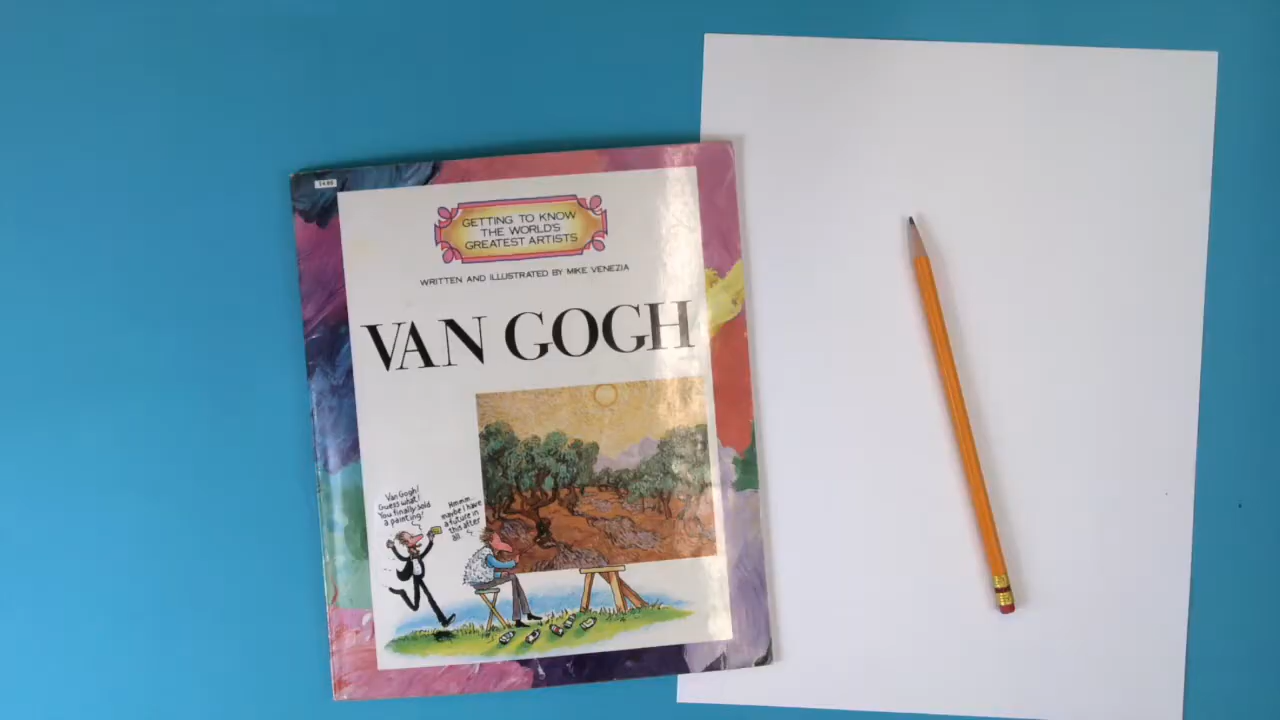 GETTING TO KNOW
THE WORLD'S
GREATEST ARTISTS
WRITTEN AND ILLUSTRATED BY MIKE VENEZIA
VAN GOGH
Van Gogh!
Guess what!
You finally sold
a painting!
Hmmm...
maybe I have
a future in
this after
all.